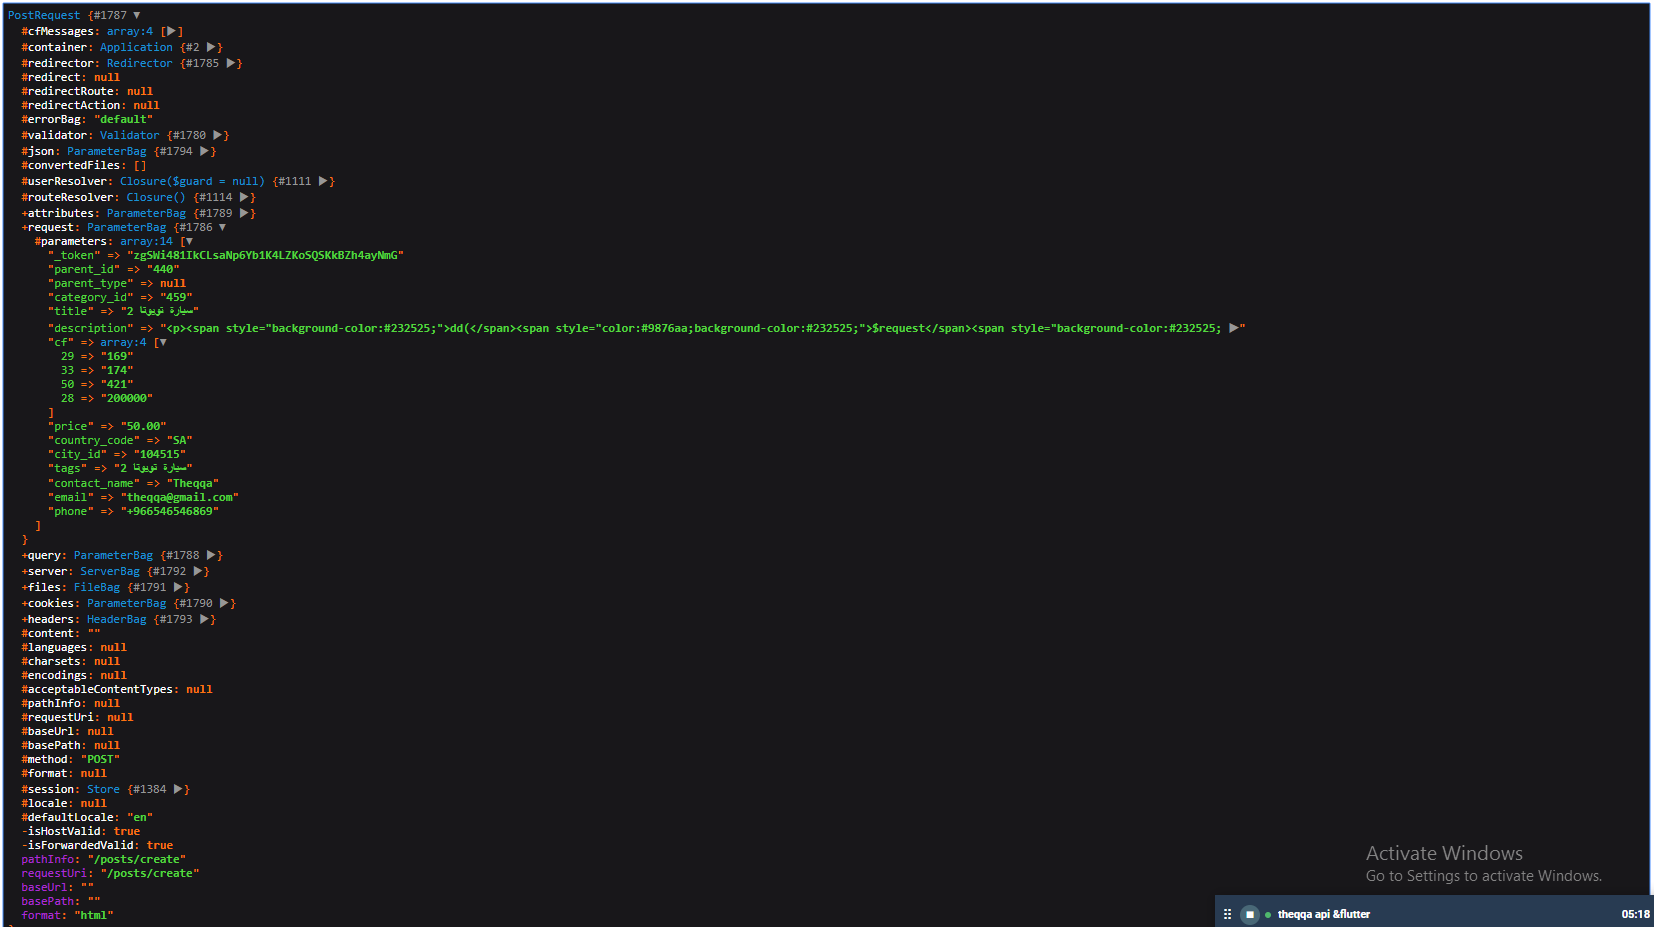 PostRequest {#1787 ▼
#cfMessages: array:4 [▶]
#container: Application {#2 ▶}
#redirector: Redirector {#1785 ▶}
#redirect: null
#redirectRoute: null
#redirectAction: null
#errorBag: "default"
#validator: Validator {#1780 ▶}
#json: ParameterBag {#1794 ▶}
#convertedFiles: []
#userResolver: Closure($guard = null) {#1111 ▶}
#routeResolver: Closure() {#1114 ▶}
+attributes: ParameterBag {#1789 ▶}
+request: ParameterBag {#1786 ▼
#parameters: array:14 [▼
"_token" => "zgSWi481IkCLsaNp6Yb1K4LZKoSQSKkBZh4ayNmG"
"parent_id" => "440"
"parent_type" => null
"category_id" => "459"
"title" => "سيارة تويوتا 2"
"description" => "<p><span style="background-color:#232525;">dd(</span><span style="color:#9876aa;background-color:#232525;">$request</span><span style="background-color:#232525; ▶"
"cf" => array:4 [▼
29 => "169"
33 => "174"
50 => "421"
28 => "200000"
]
"price" => "50.00"
"country_code" => "SA"
"city_id" => "104515"
"tags" => "سيارة تويوتا 2"
"contact_name" => "Theqqa"
"email" => "theqqa@gmail.com"
"phone" => "+966546546869"
]
}
+query: ParameterBag {#1788 ▶}
+server: ServerBag {#1792 ▶}
+files: FileBag {#1791 ▶}
+cookies: ParameterBag {#1790 ▶}
+headers: HeaderBag {#1793 ▶}
#content: ""
#languages: null
#charsets: null
#encodings: null
#acceptableContentTypes: null
#pathInfo: null
#requestUri: null
#baseUrl: null
#basePath: null
#method: "POST"
#format: null
#session: Store {#1384 ▶}
#locale: null
#defaultLocale: "en"
-isHostValid: true
-isForwardedValid: true
pathInfo: "/posts/create"
requestUri: "/posts/create"
baseUrl: ""
basePath: ""
format: "html"
Activate Windows
Go to Settings to activate Windows.
theqqa api &flutter 05:18